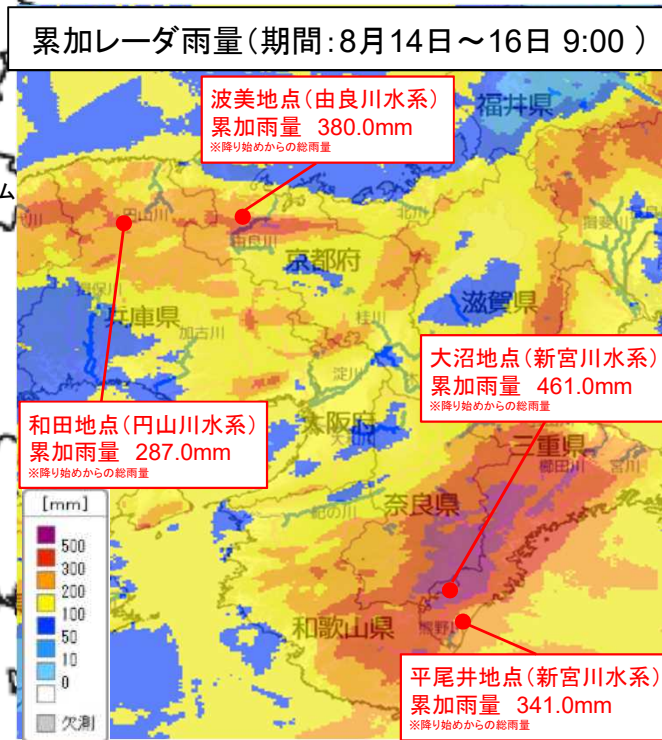 累加レーダ雨量(期間:8月14日~16日 9:00 )
波美地点(由良川水系)
累加雨量 380.0mm
※降り始めからの総雨量
福井県
ム
円山川
由良川
北川
揖斐川
京都府
揖保川
兵庫県
加古川
桂川
滋賀県
淀川
大阪府
大沼地点(新宮川水系)
累加雨量 461.0mm
※降り始めからの総雨量
和田地点(円山川水系)
累加雨量 287.0mm
※降り始めからの総雨量
三重県
櫛田川
宮川
奈良県
紀の川
和歌山県
平尾井地点(新宮川水系)
累加雨量 341.0mm
※降り始めからの総雨量
[mm]
500
300
200
100
50
10
0
欠測